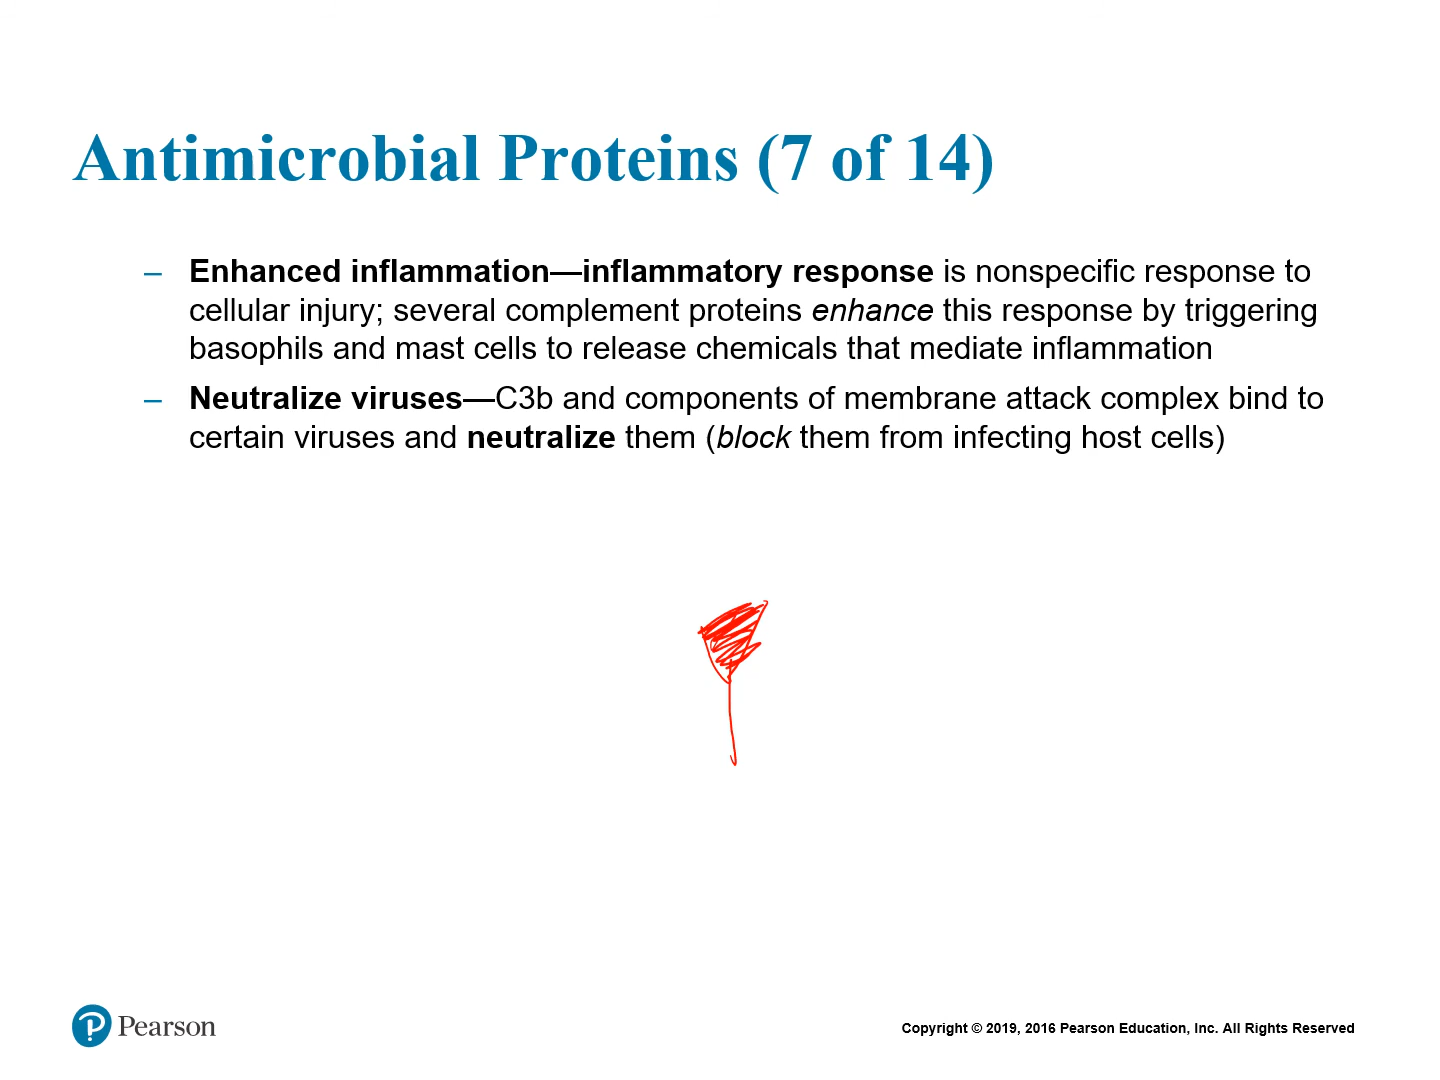 Antimicrobial Proteins (7 of 14)
– Enhanced inflammation—inflammatory response is nonspecific response to
cellular injury; several complement proteins enhance this response by triggering
basophils and mast cells to release chemicals that mediate inflammation
– Neutralize viruses—C3b and components of membrane attack complex bind to
certain viruses and neutralize them (block them from infecting host cells)
Pearson
Copyright © 2019, 2016 Pearson Education, Inc. All Rights Reserved